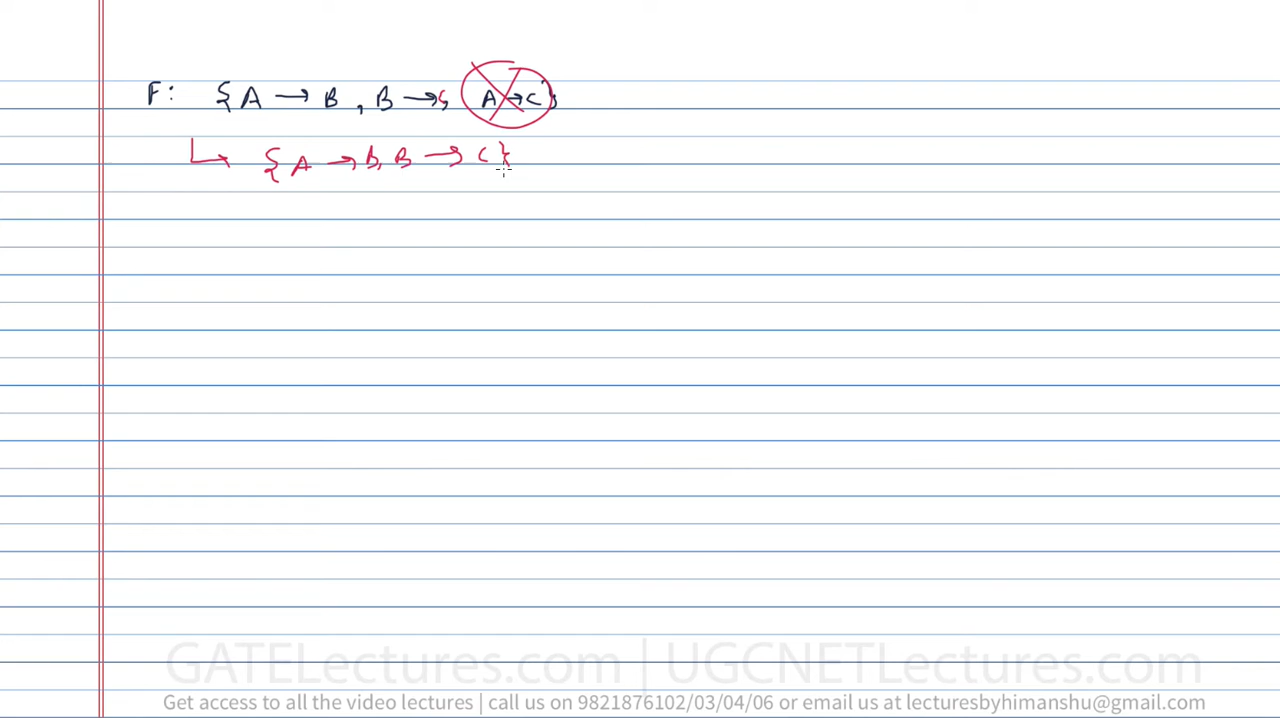 F: {A → B, B → C, A → C}
↳ {A → B, B → C}
GATELectures.com | UGCNETLectures.com
Get access to all the video lectures | call us on 9821876102/03/04/06 or email us at lecturesbyhimanshu@gmail.com